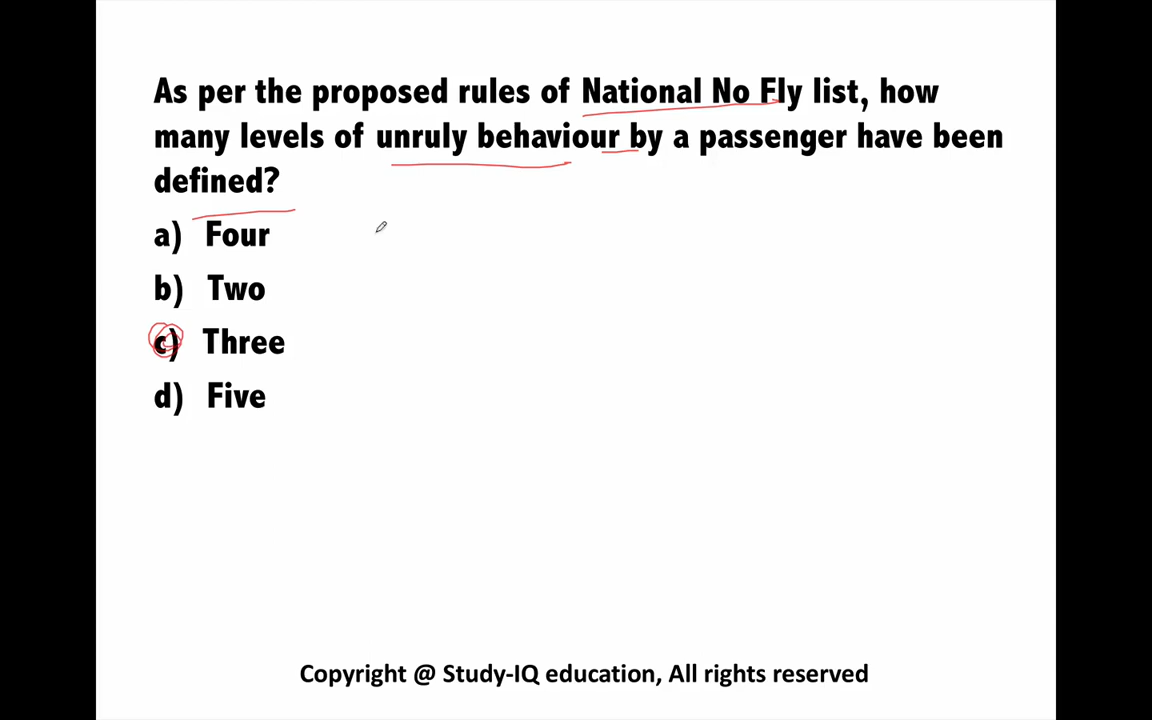 As per the proposed rules of National No Fly list, how
many levels of unruly behaviour by a passenger have been
defined?
a) Four
b) Two
c) Three
d) Five
Copyright @ Study-IQ education, All rights reserved